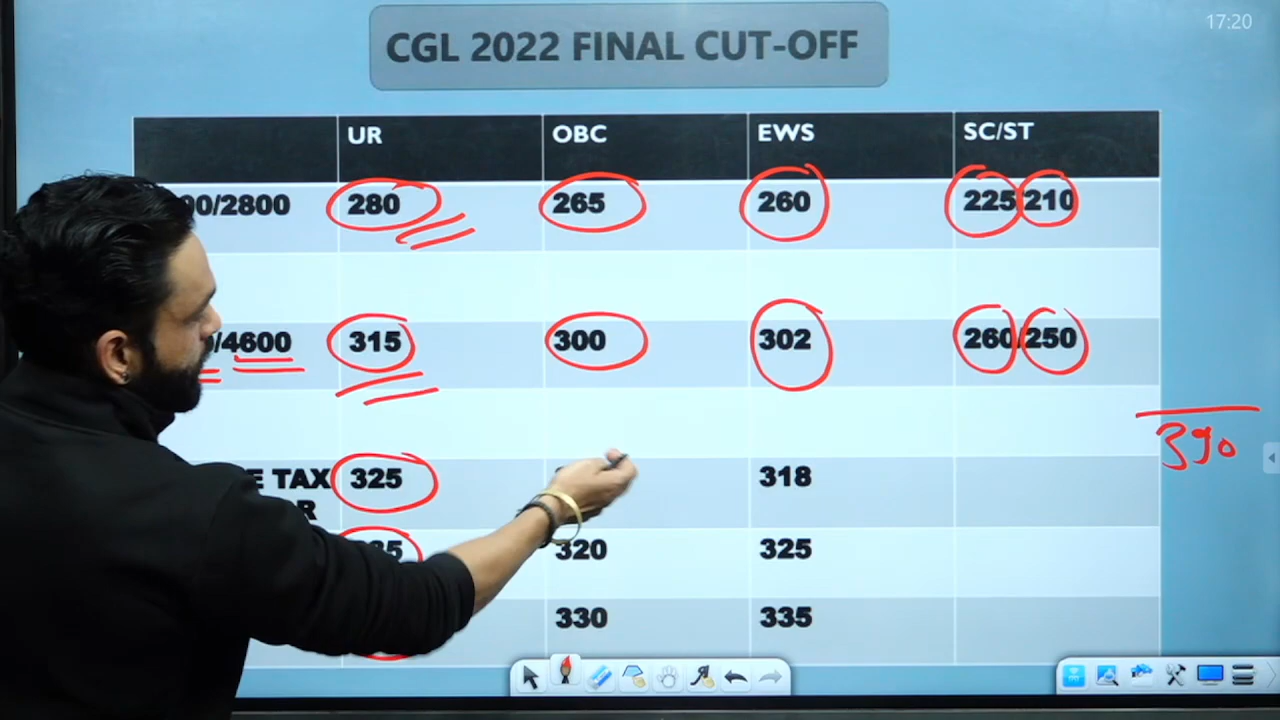 17:20
CGL 2022 FINAL CUT-OFF
UR OBC EWS SC/ST
00/2800 280 265 260 225 210
/4600 315 300 302 260/250
390
E TAX 325 318
R
320 325
330 335